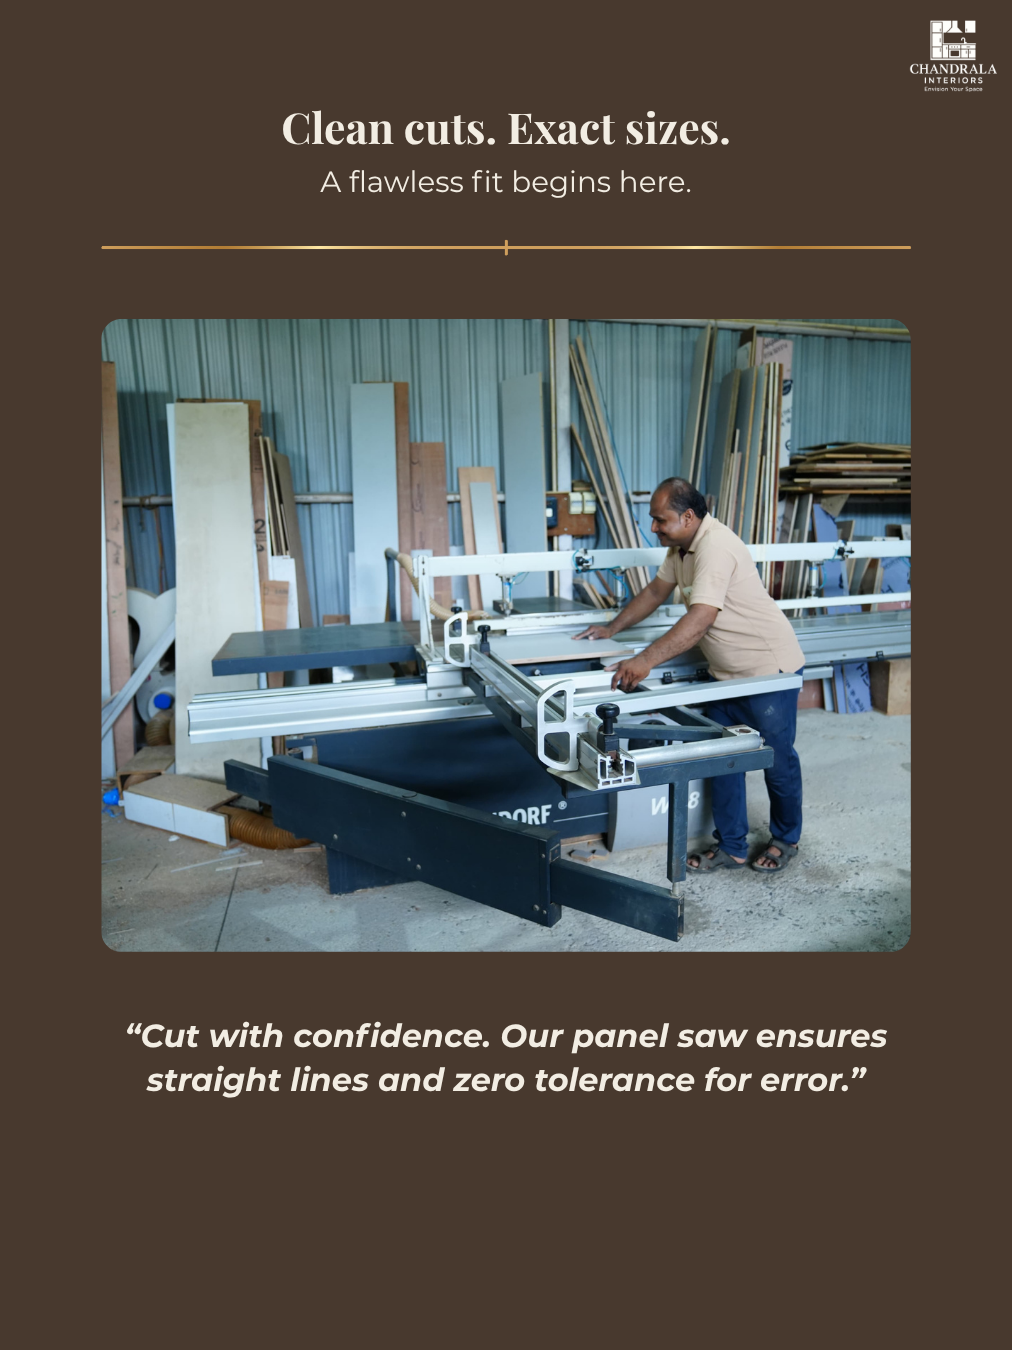 CHANDRALA
INTERIORS
Envision Your Space
Clean cuts. Exact sizes.
A flawless fit begins here.
DORF ®
8
“Cut with confidence. Our panel saw ensures
straight lines and zero tolerance for error.”